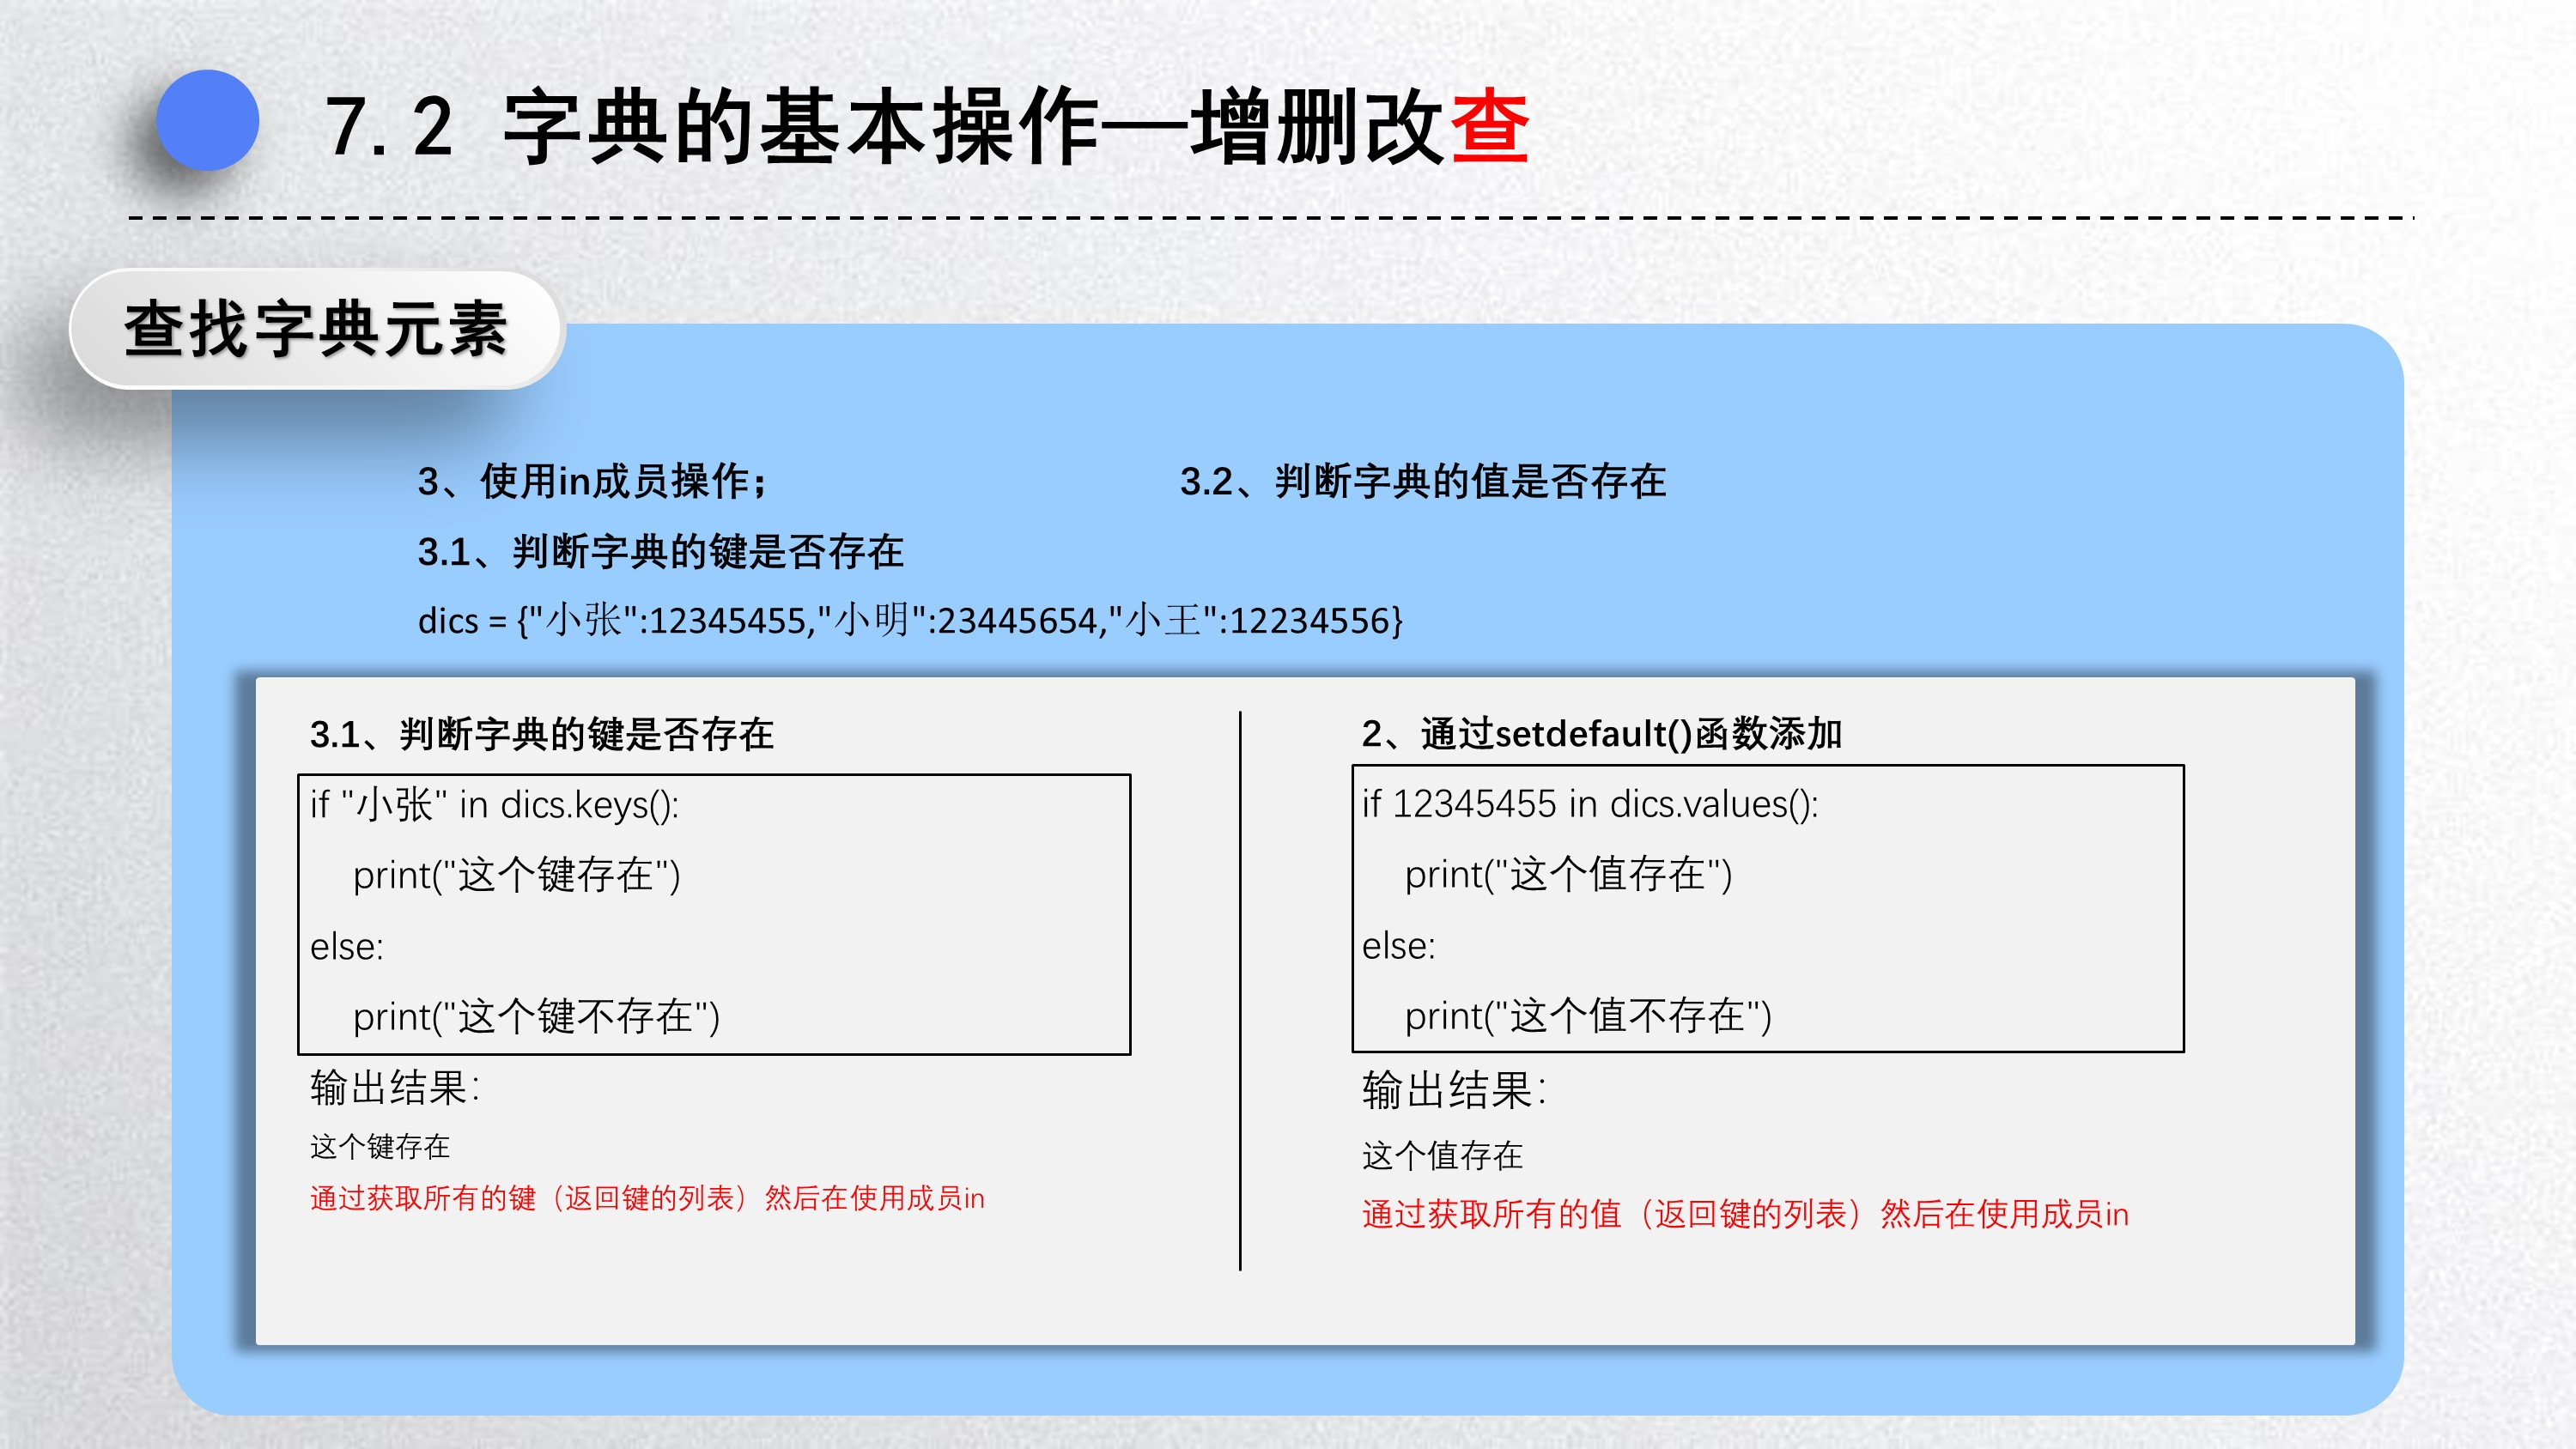 7.2 字典的基本操作—增删改查
查找字典元素
3、使用in成员操作；
3.1、判断字典的键是否存在
dics = {"小张":12345455,"小明":23445654,"小王":12234556}
3.2、判断字典的值是否存在
3.1、判断字典的键是否存在
if "小张" in dics.keys():
    print("这个键存在")
else:
    print("这个键不存在")
输出结果：
这个键存在
通过获取所有的键（返回键的列表）然后在使用成员in
2、通过setdefault()函数添加
if 12345455 in dics.values():
    print("这个值存在")
else:
    print("这个值不存在")
输出结果：
这个值存在
通过获取所有的值（返回键的列表）然后在使用成员in